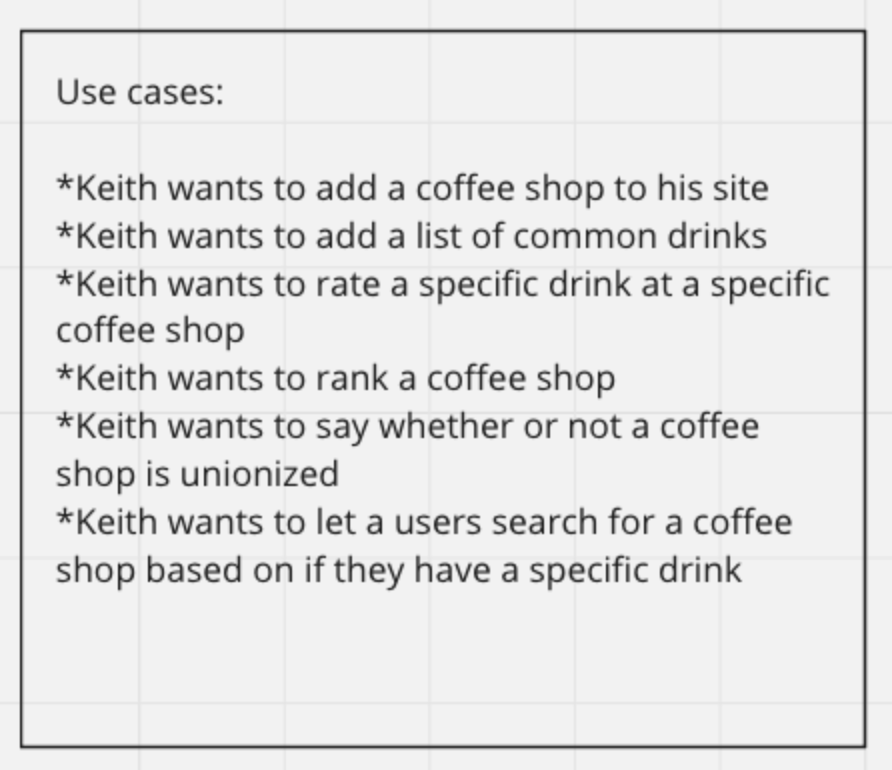 Use cases:
*Keith wants to add a coffee shop to his site
*Keith wants to add a list of common drinks
*Keith wants to rate a specific drink at a specific
coffee shop
*Keith wants to rank a coffee shop
*Keith wants to say whether or not a coffee
shop is unionized
*Keith wants to let a users search for a coffee
shop based on if they have a specific drink